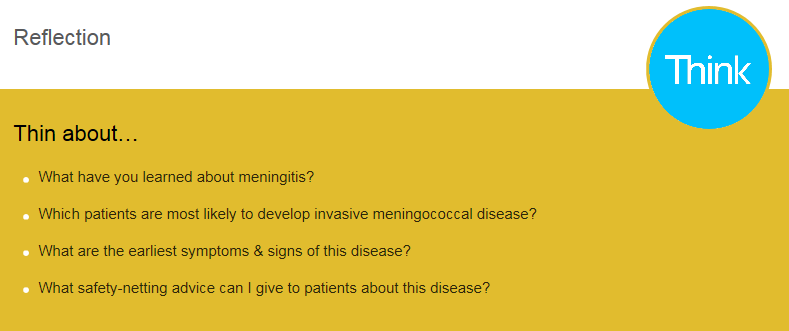 Reflection
Think
Thin about…
What have you learned about meningitis?
Which patients are most likely to develop invasive meningococcal disease?
What are the earliest symptoms & signs of this disease?
What safety-netting advice can I give to patients about this disease?